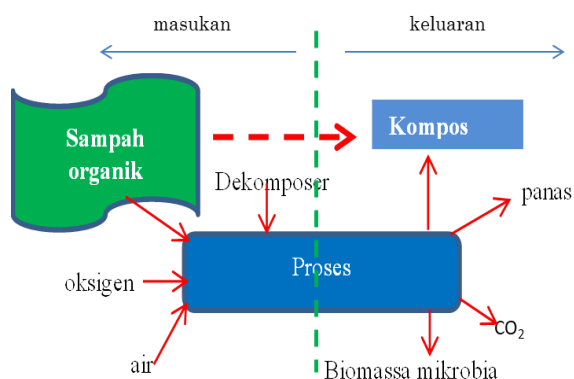 masukan
keluaran
Sampah
organik
Kompos
Dekomposer
panas
Proses
oksigen
CO₂
air
Biomassa mikrobia